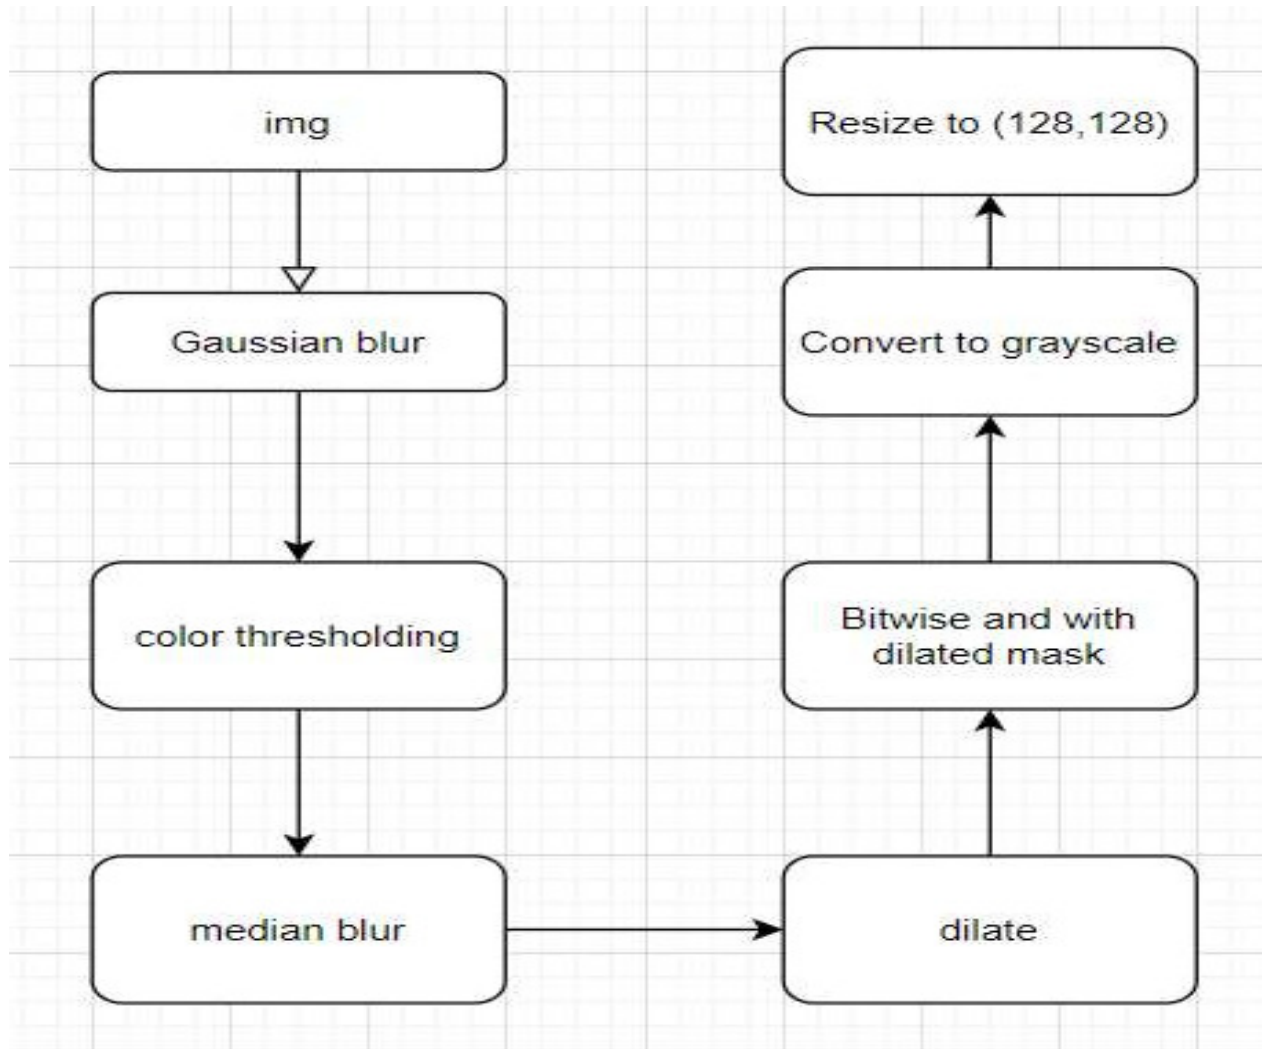 img
Gaussian blur
color thresholding
median blur
dilate
Bitwise and with
dilated mask
Convert to grayscale
Resize to (128,128)